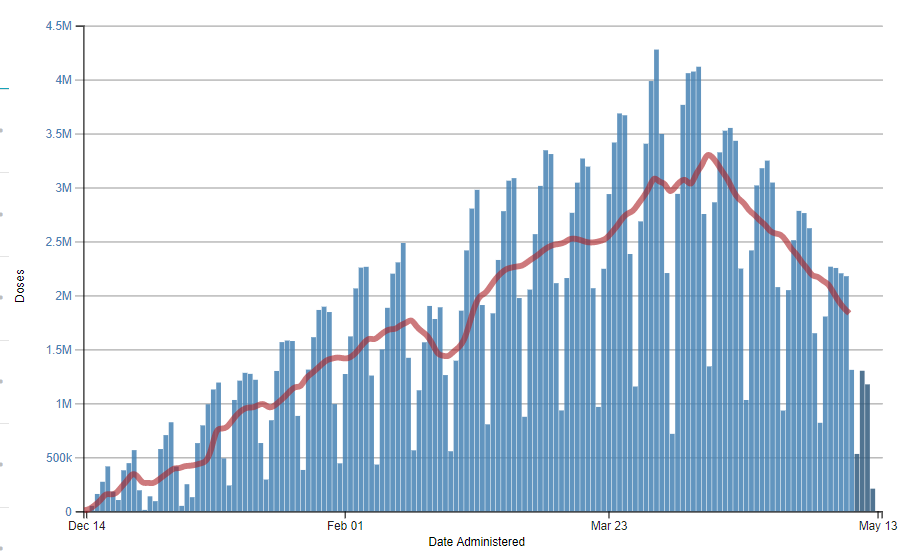 4.5M
4M
3.5M
3M
2.5M
2M
1.5M
1M
500k
0
Doses
Dec 14 Feb 01 Mar 23 May 13
Date Administered